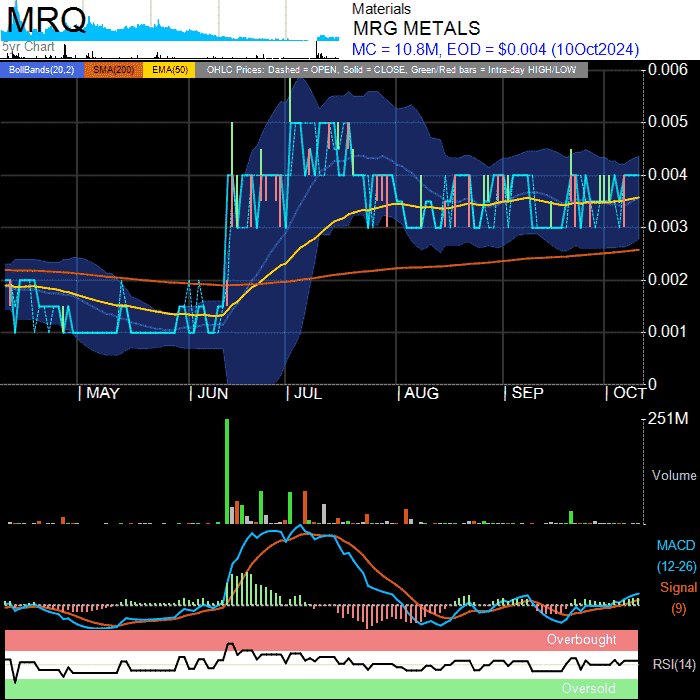 MRQ
5yr Chart
Materials
MRG METALS
MC = 10.8M, EOD = $0.004 (10Oct2024)
BollBands(20,2) SMA(200) EMA(50) OHLC Prices: Dashed = OPEN, Solid = CLOSE, Green/Red bars = Intra-day HIGH/LOW
0.006
0.005
0.004
0.003
0.002
0.001
0
| MAY | JUN | JUL | AUG | SEP | OCT
251M
Volume
MACD
(12-26)
Signal
(9)
Overbought
RSI(14)
Oversold